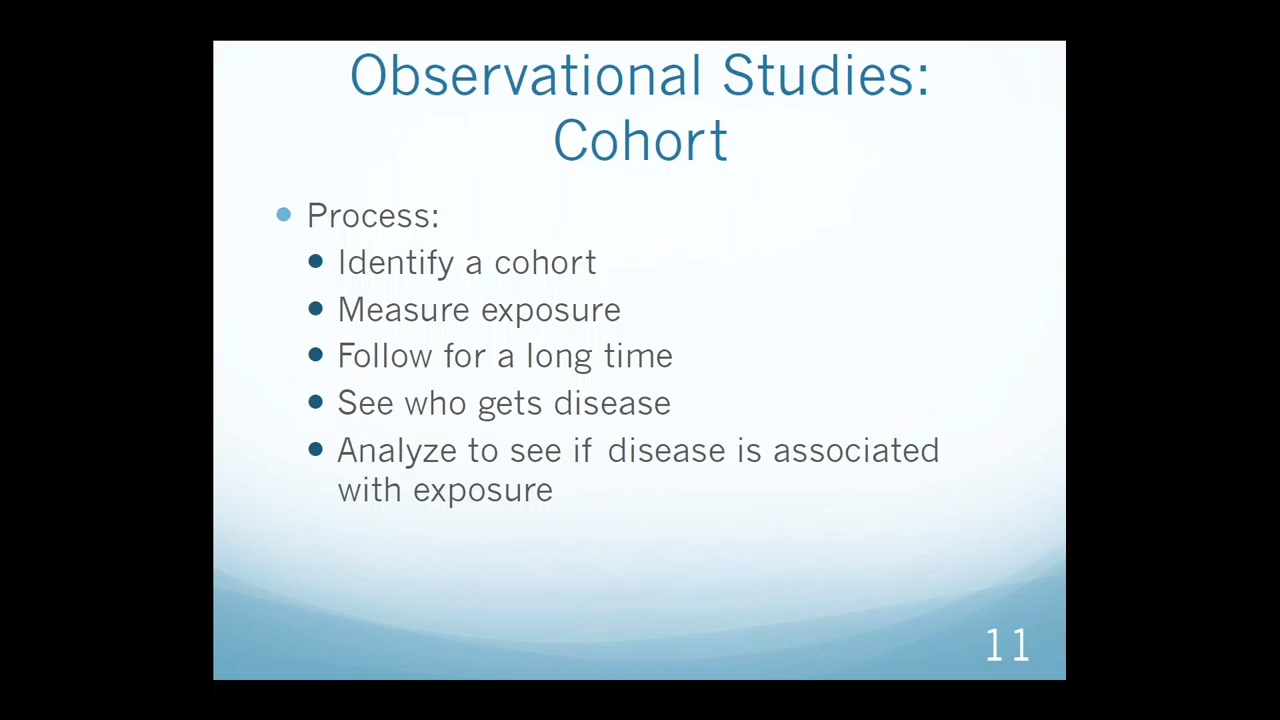 Observational Studies:
Cohort
Process:
Identify a cohort
Measure exposure
Follow for a long time
See who gets disease
Analyze to see if disease is associated
with exposure
11